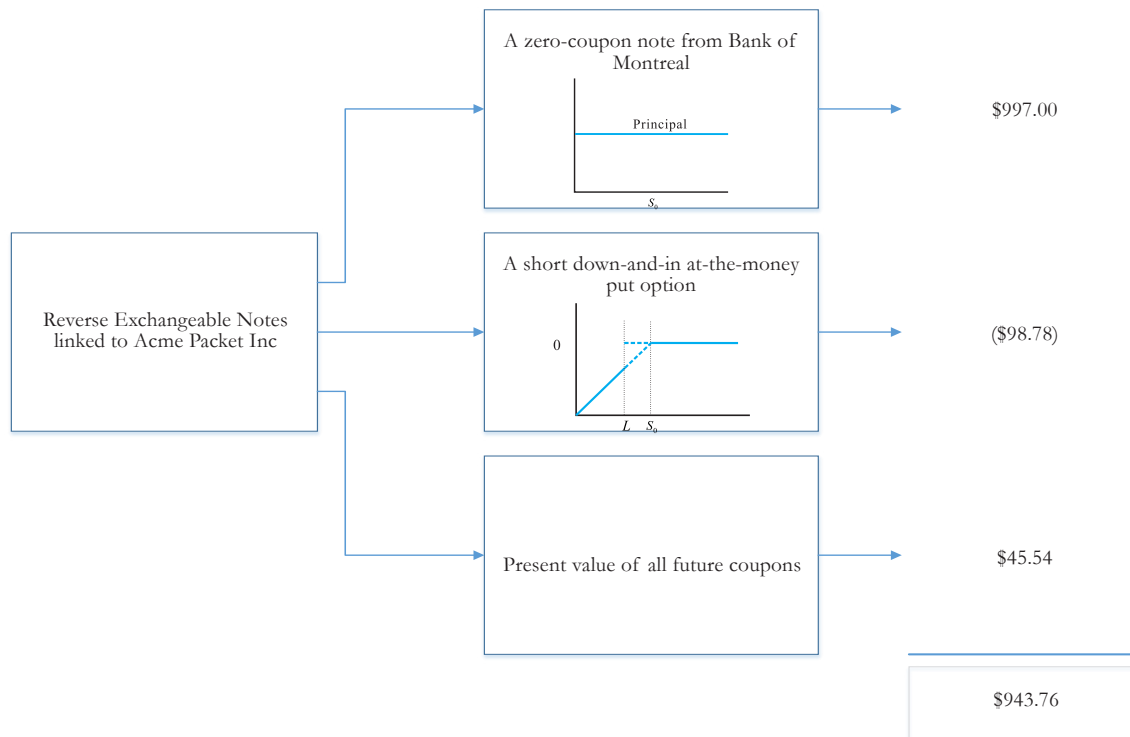 A zero-coupon note from Bank of
Montreal
Principal
S₀
$997.00
Reverse Exchangeable Notes
linked to Acme Packet Inc
A short down-and-in at-the-money
put option
0
L S₀
($98.78)
Present value of all future coupons
$45.54
$943.76